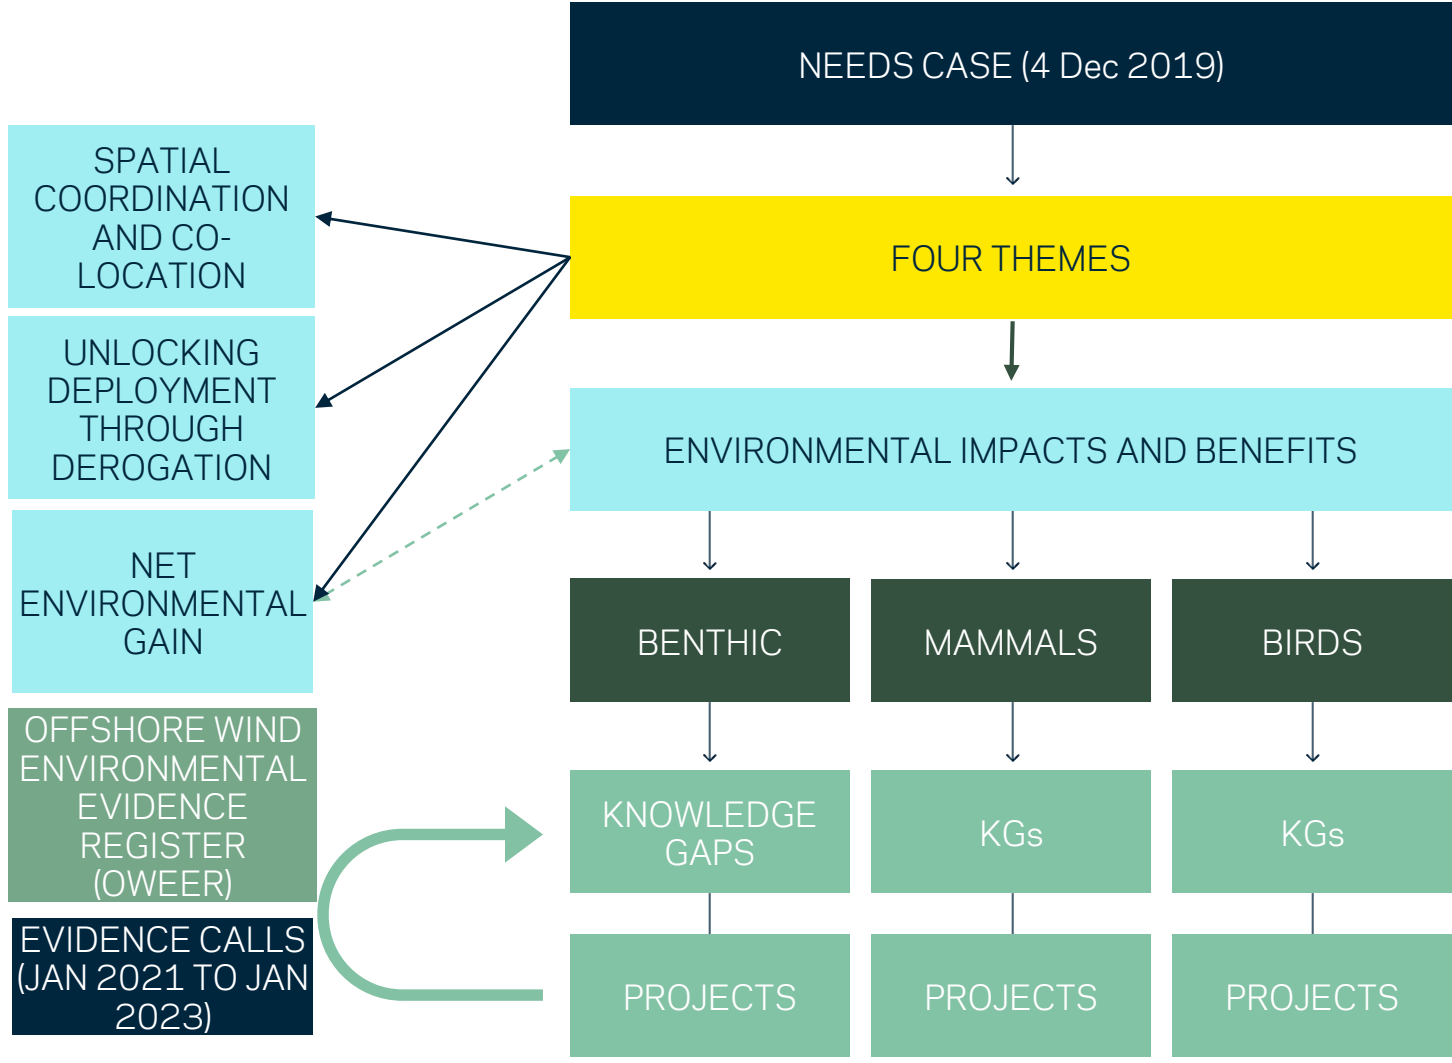 NEEDS CASE (4 Dec 2019)
SPATIAL
COORDINATION
AND CO-
LOCATION
FOUR THEMES
UNLOCKING
DEPLOYMENT
THROUGH
DEROGATION
ENVIRONMENTAL IMPACTS AND BENEFITS
NET
ENVIRONMENTAL
GAIN
BENTHIC
MAMMALS
BIRDS
OFFSHORE WIND
ENVIRONMENTAL
EVIDENCE
REGISTER
(OWEER)
KNOWLEDGE
GAPS
KGs
KGs
EVIDENCE CALLS
(JAN 2021 TO JAN
2023)
PROJECTS
PROJECTS
PROJECTS